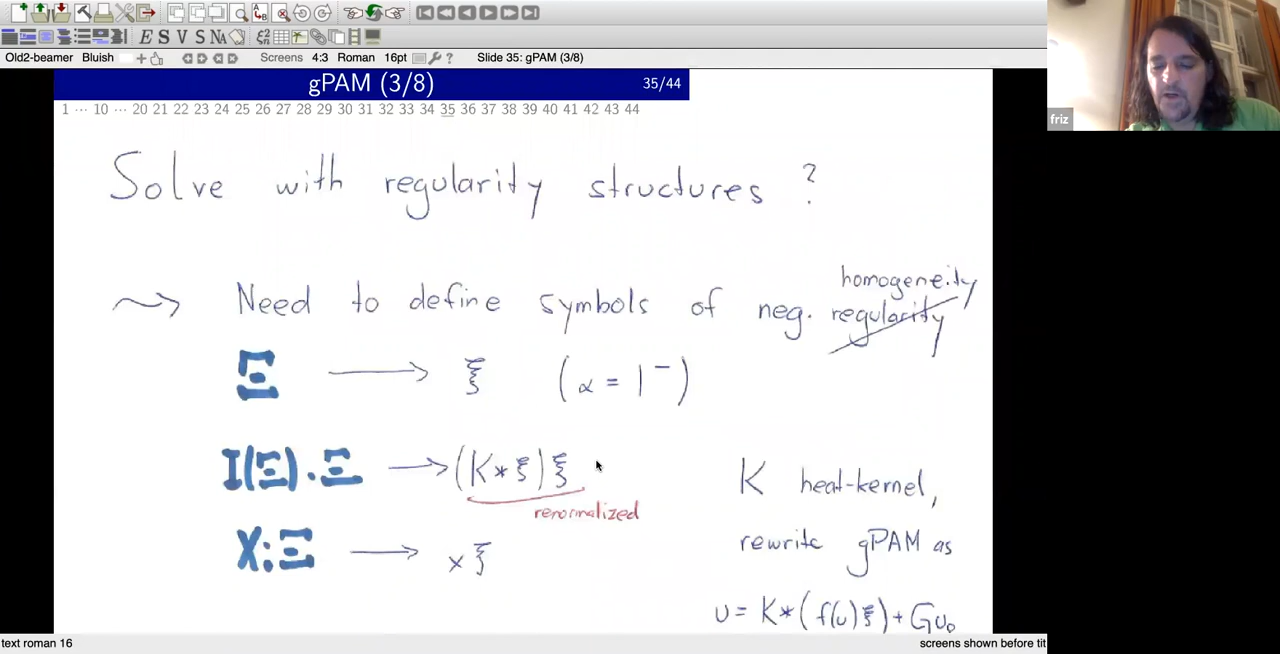 E S V S NA
Old2-beamer Bluish Screens 4:3 Roman 16pt ? Slide 35: gPAM (3/8)
gPAM (3/8) 35/44
1 ··· 10 ··· 20 21 22 23 24 25 26 27 28 29 30 31 32 33 34 35 36 37 38 39 40 41 42 43 44
Solve with regularity structures ?
homogeneity
Need to define symbols of neg. regularity
Ξ → ξ (α = 1⁻)
I(Ξ).Ξ → (K*ξ)ξ
renormalized
K heat-kernel,
rewrite gPAM as
X:Ξ → xξ
u = K*(f(u)ξ) + Gu₀
friz
text roman 16
screens shown before tit